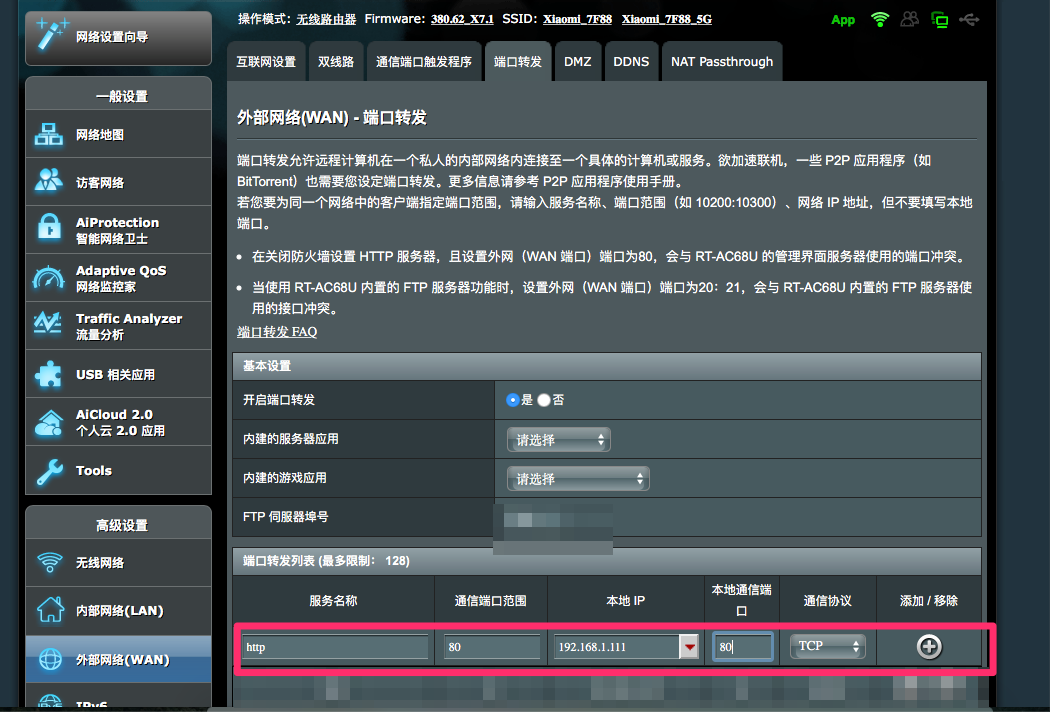 操作模式: 无线路由器 Firmware: 380.62_X7.1 SSID: Xiaomi_7F88 Xiaomi_7F88_5G
App
网络设置向导
一般设置
网络地图
访客网络
AiProtection
智能网络卫士
Adaptive QoS
网络监控家
Traffic Analyzer
流量分析
USB 相关应用
AiCloud 2.0
个人云 2.0 应用
Tools
高级设置
无线网络
内部网络(LAN)
外部网络(WAN)
IPv6
互联网设置 双线路 通信端口触发程序 端口转发 DMZ DDNS NAT Passthrough
外部网络(WAN) - 端口转发
端口转发允许远程计算机在一个私人的内部网络内连接至一个具体的计算机或服务。欲加速联机，一些 P2P 应用程序（如
BitTorrent）也需要您设定端口转发。更多信息请参考 P2P 应用程序使用手册。
若您要为同一个网络中的客户端指定端口范围，请输入服务名称、端口范围（如 10200:10300）、网络 IP 地址，但不要填写本地
端口。
• 在关闭防火墙设置 HTTP 服务器，且设置外网（WAN 端口）端口为80，会与 RT-AC68U 的管理界面服务器使用的端口冲突。
• 当使用 RT-AC68U 内置的 FTP 服务器功能时，设置外网（WAN 端口）端口为20：21，会与 RT-AC68U 内置的 FTP 服务器使
用的接口冲突。
端口转发 FAQ
基本设置
开启端口转发 是 否
内建的服务器应用 请选择
内建的游戏应用 请选择
FTP 伺服器埠号
端口转发列表 (最多限制： 128)
服务名称 通信端口范围 本地 IP 本地通信端口 通信协议 添加 / 移除
http 80 192.168.1.111 80 TCP